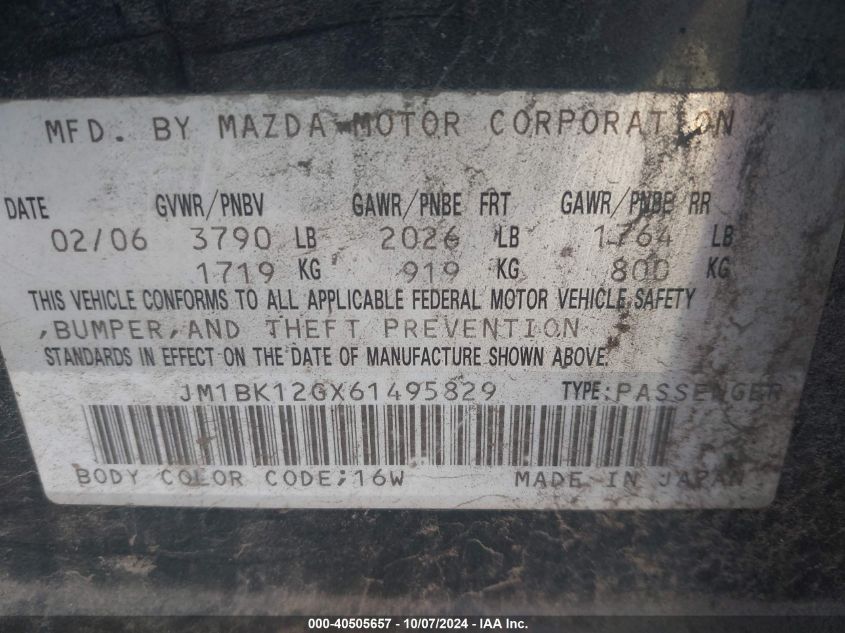 MFD. BY MAZDA MOTOR CORPORATION
DATE GVWR/PNBV GAWR/PNBE FRT GAWR/PNBE RR
02/06 3790 LB 2026 LB 1764 LB
1719 KG 919 KG 800 KG
THIS VEHICLE CONFORMS TO ALL APPLICABLE FEDERAL MOTOR VEHICLE SAFETY
,BUMPER,AND THEFT PREVENTION
STANDARDS IN EFFECT ON THE DATE OF MANUFACTURE SHOWN ABOVE.
JM1BK12GX61495829 TYPE:PASSENGER
BODY COLOR CODE;16W MADE IN JAPAN
000-40505657 - 10/07/2024 - IAA Inc.